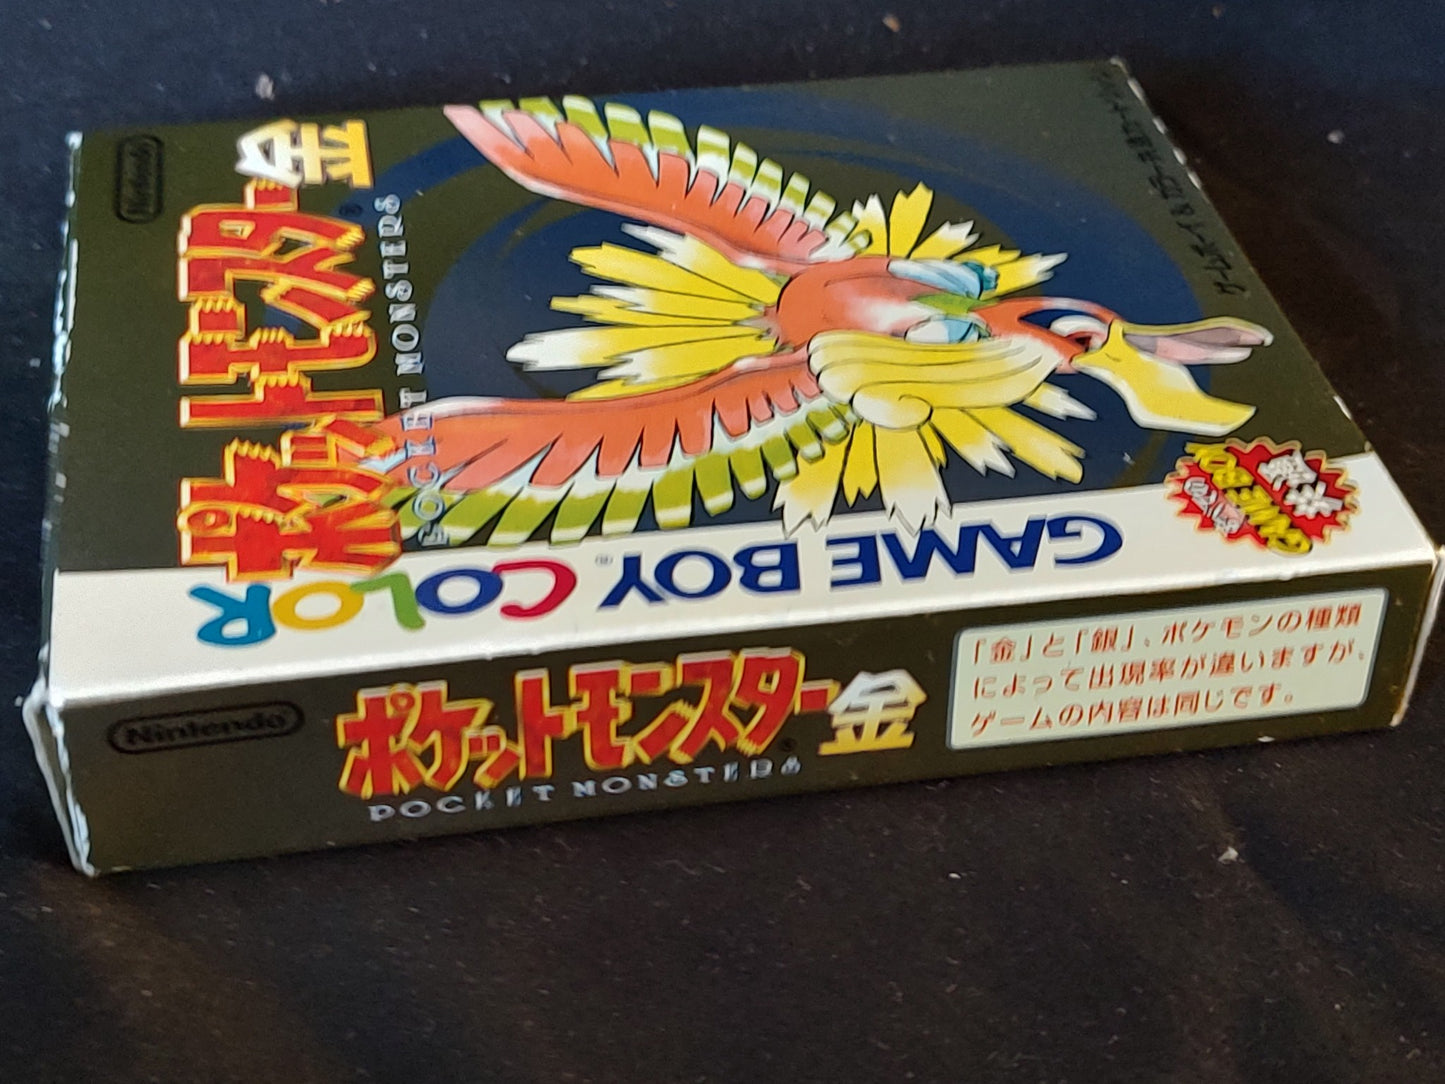 Nintendo
ポケットモンスター金
POCKET MONSTERS
GAME BOY COLOR
GAME BOY
Nintendo
ポケットモンスター金
POCKET MONSTERS
「金」と「銀」、ポケモンの種類
によって出現率が違いますが、
ゲームの内容は同じです。